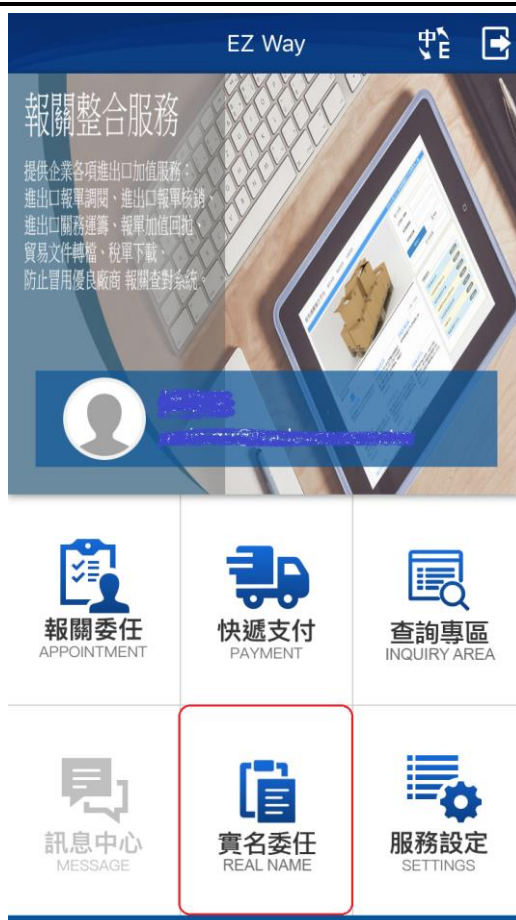 EZ Way
中E
報關整合服務
提供企業各項進出口加值服務：
進出口報單調閱、進出口報單核銷、
進出口關務運籌、報單加值回拋、
貿易文件轉檔、稅單下載、
防止冒用優良廠商 報關查對系統。
報關委任
APPOINTMENT
快遞支付
PAYMENT
查詢專區
INQUIRY AREA
訊息中心
MESSAGE
實名委任
REAL NAME
服務設定
SETTINGS